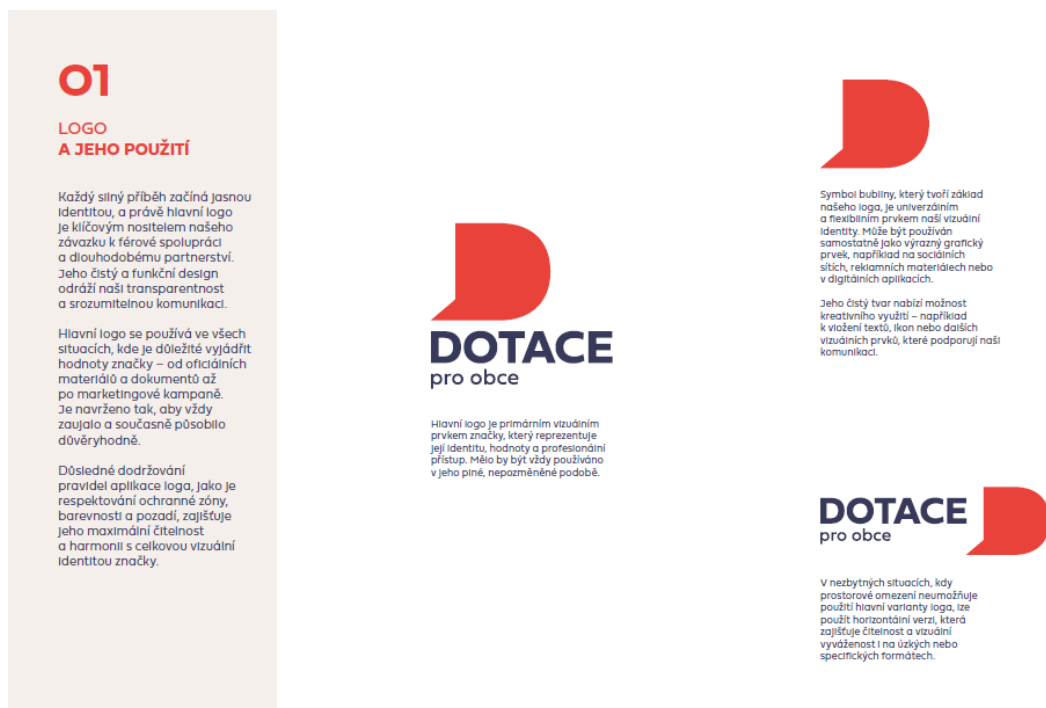 01
LOGO
A JEHO POUŽITÍ
Každý silný příběh začíná jasnou
identitou, a právě hlavní logo
je klíčovým nositelem našeho
závazku k férové spolupráci
a dlouhodobému partnerství.
Jeho čistý a funkční design
odráží naši transparentnost
a srozumitelnou komunikaci.
Hlavní logo se používá ve všech
situacích, kde je důležité vyjádřit
hodnoty značky – od oficiálních
materiálů a dokumentů až
po marketingové kampaně.
Je navrženo tak, aby vždy
zaujalo a současně působilo
důvěryhodně.
Důsledné dodržování
pravidel aplikace loga, jako je
respektování ochranné zóny,
barevnosti a pozadí, zajišťuje
jeho maximální čitelnost
a harmonii s celkovou vizuální
identitou značky.
DOTACE
pro obce
Hlavní logo je primárním vizuálním
prvkem značky, který reprezentuje
její identitu, hodnoty a profesionální
přístup. Mělo by být vždy používáno
v jeho plné, nepozměněné podobě.
Symbol bubliny, který tvoří základ
našeho loga, je univerzálním
a flexibilním prvkem naší vizuální
identity. Může být používán
samostatně jako výrazný grafický
prvek, například na sociálních
sítích, reklamních materiálech nebo
v digitálních aplikacích.
Jeho čistý tvar nabízí možnost
kreativního využití – například
k vložení textů, ikon nebo dalších
vizuálních prvků, které podporují naši
komunikaci.
DOTACE
pro obce
V nezbytných situacích, kdy
prostorové omezení neumožňuje
použití hlavní varianty loga, lze
použít horizontální verzi, která
zajišťuje čitelnost a vizuální
vyváženost i na úzkých nebo
specifických formátech.